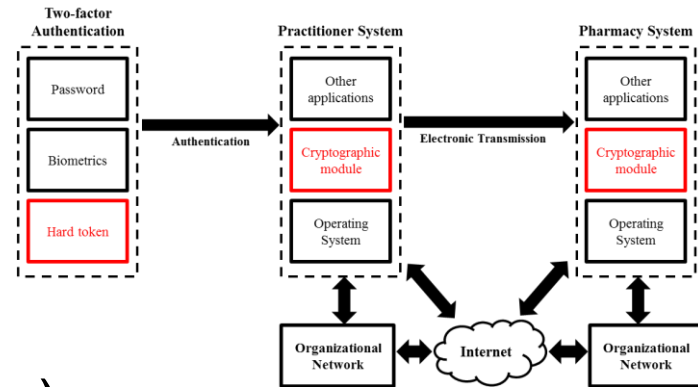 Two-factor
Authentication
Password
Biometrics
Hard token
Authentication
Practitioner System
Other
applications
Cryptographic
module
Operating
System
Electronic Transmission
Pharmacy System
Other
applications
Cryptographic
module
Operating
System
Organizational
Network
Internet
Organizational
Network
)